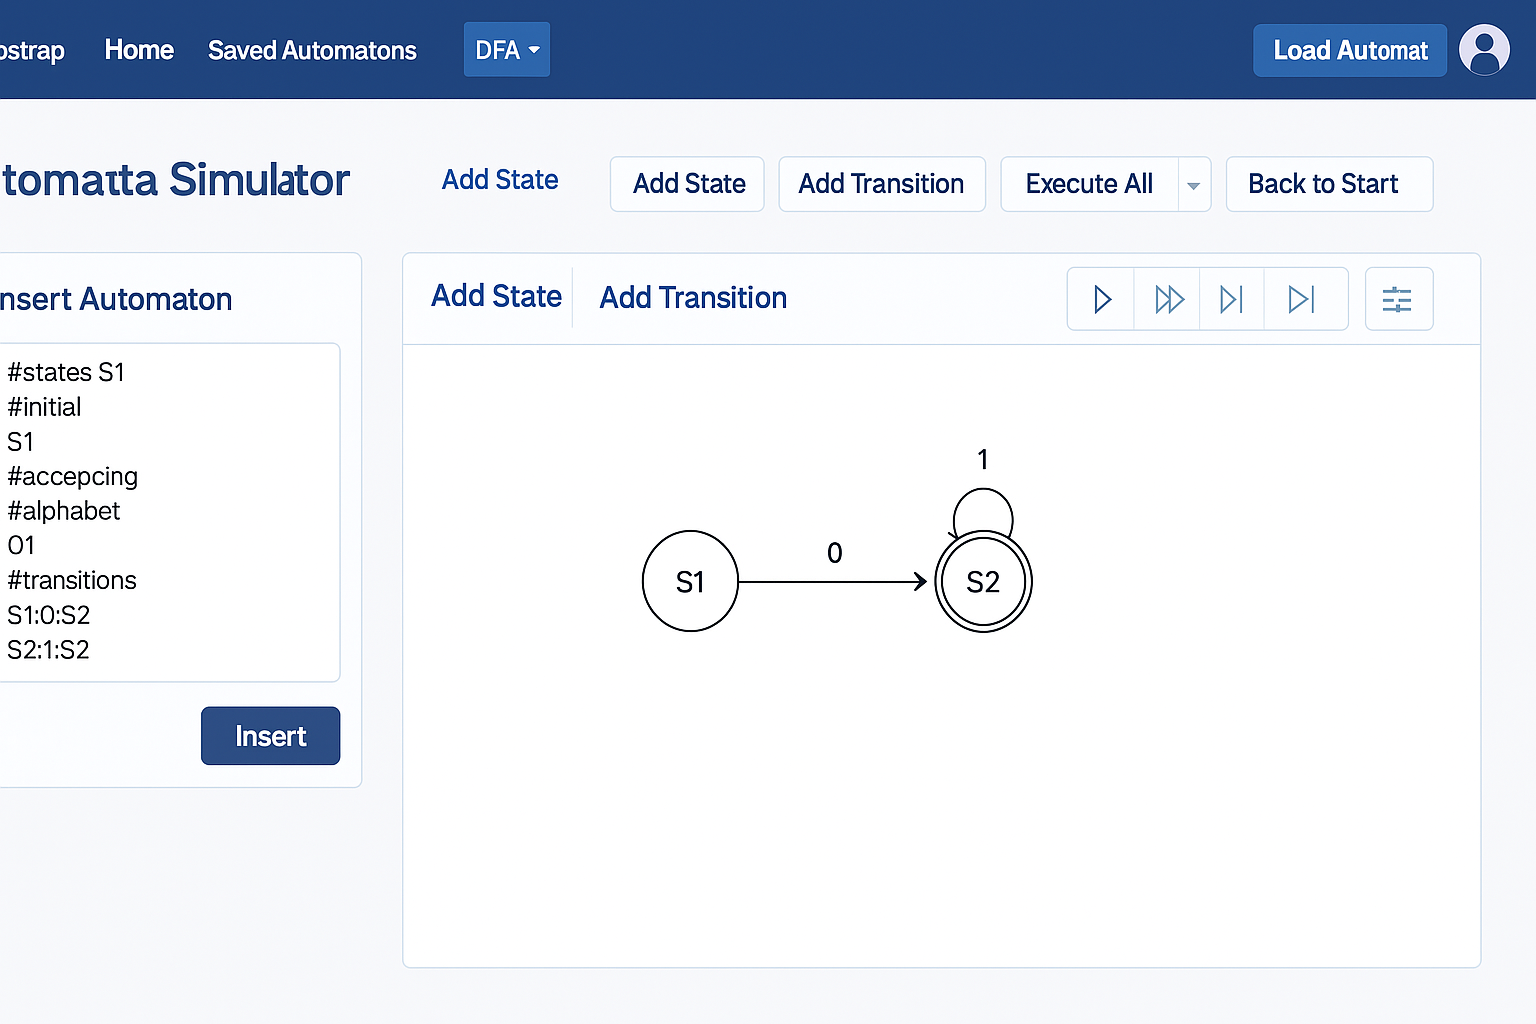 ostrap Home Saved Automatons DFA Load Automat
tomatta Simulator Add State Add State Add Transition Execute All Back to Start
nsert Automaton
#states S1
#initial
S1
#accepcing
#alphabet
01
#transitions
S1:0:S2
S2:1:S2
Insert
Add State Add Transition
1
0
S1 S2